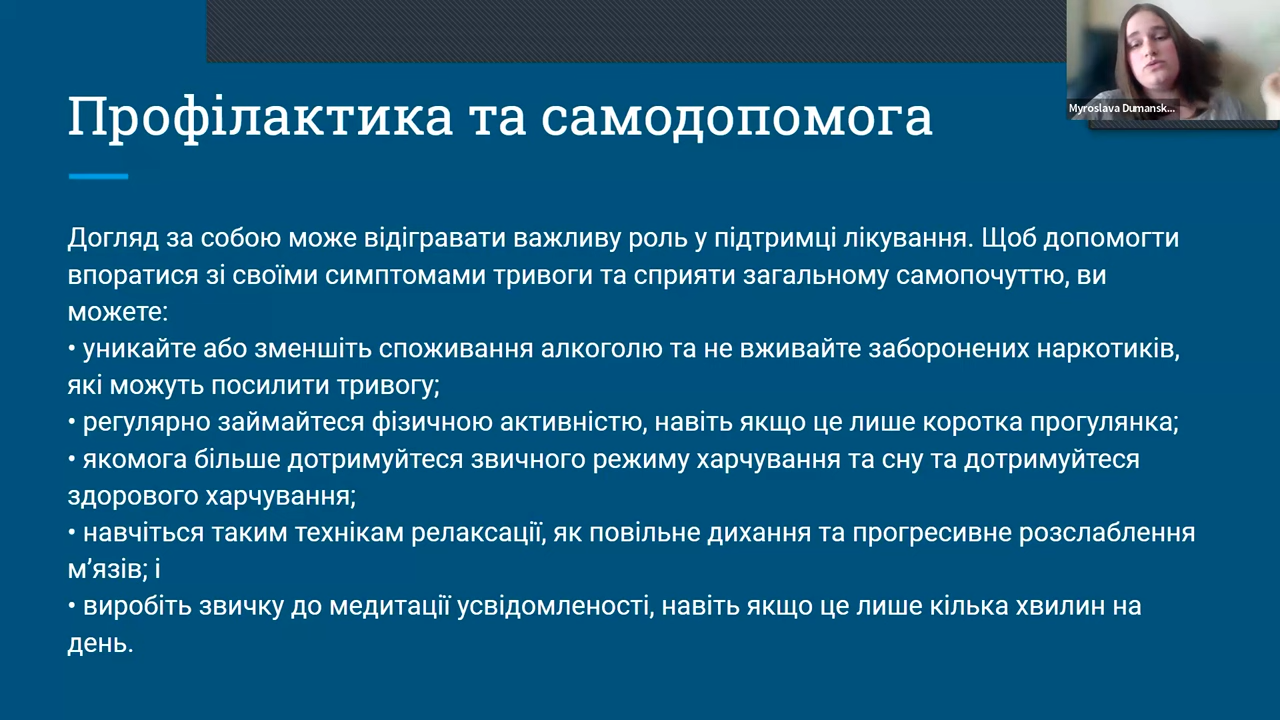 Myroslava Dumansk...
Профілактика та самодопомога
Догляд за собою може відігравати важливу роль у підтримці лікування. Щоб допомогти
впоратися зі своїми симптомами тривоги та сприяти загальному самопочуттю, ви
можете:
• уникайте або зменшіть споживання алкоголю та не вживайте заборонених наркотиків,
які можуть посилити тривогу;
• регулярно займайтеся фізичною активністю, навіть якщо це лише коротка прогулянка;
• якомога більше дотримуйтеся звичного режиму харчування та сну та дотримуйтеся
здорового харчування;
• навчіться таким технікам релаксації, як повільне дихання та прогресивне розслаблення
м’язів; і
• виробіть звичку до медитації усвідомленості, навіть якщо це лише кілька хвилин на
день.